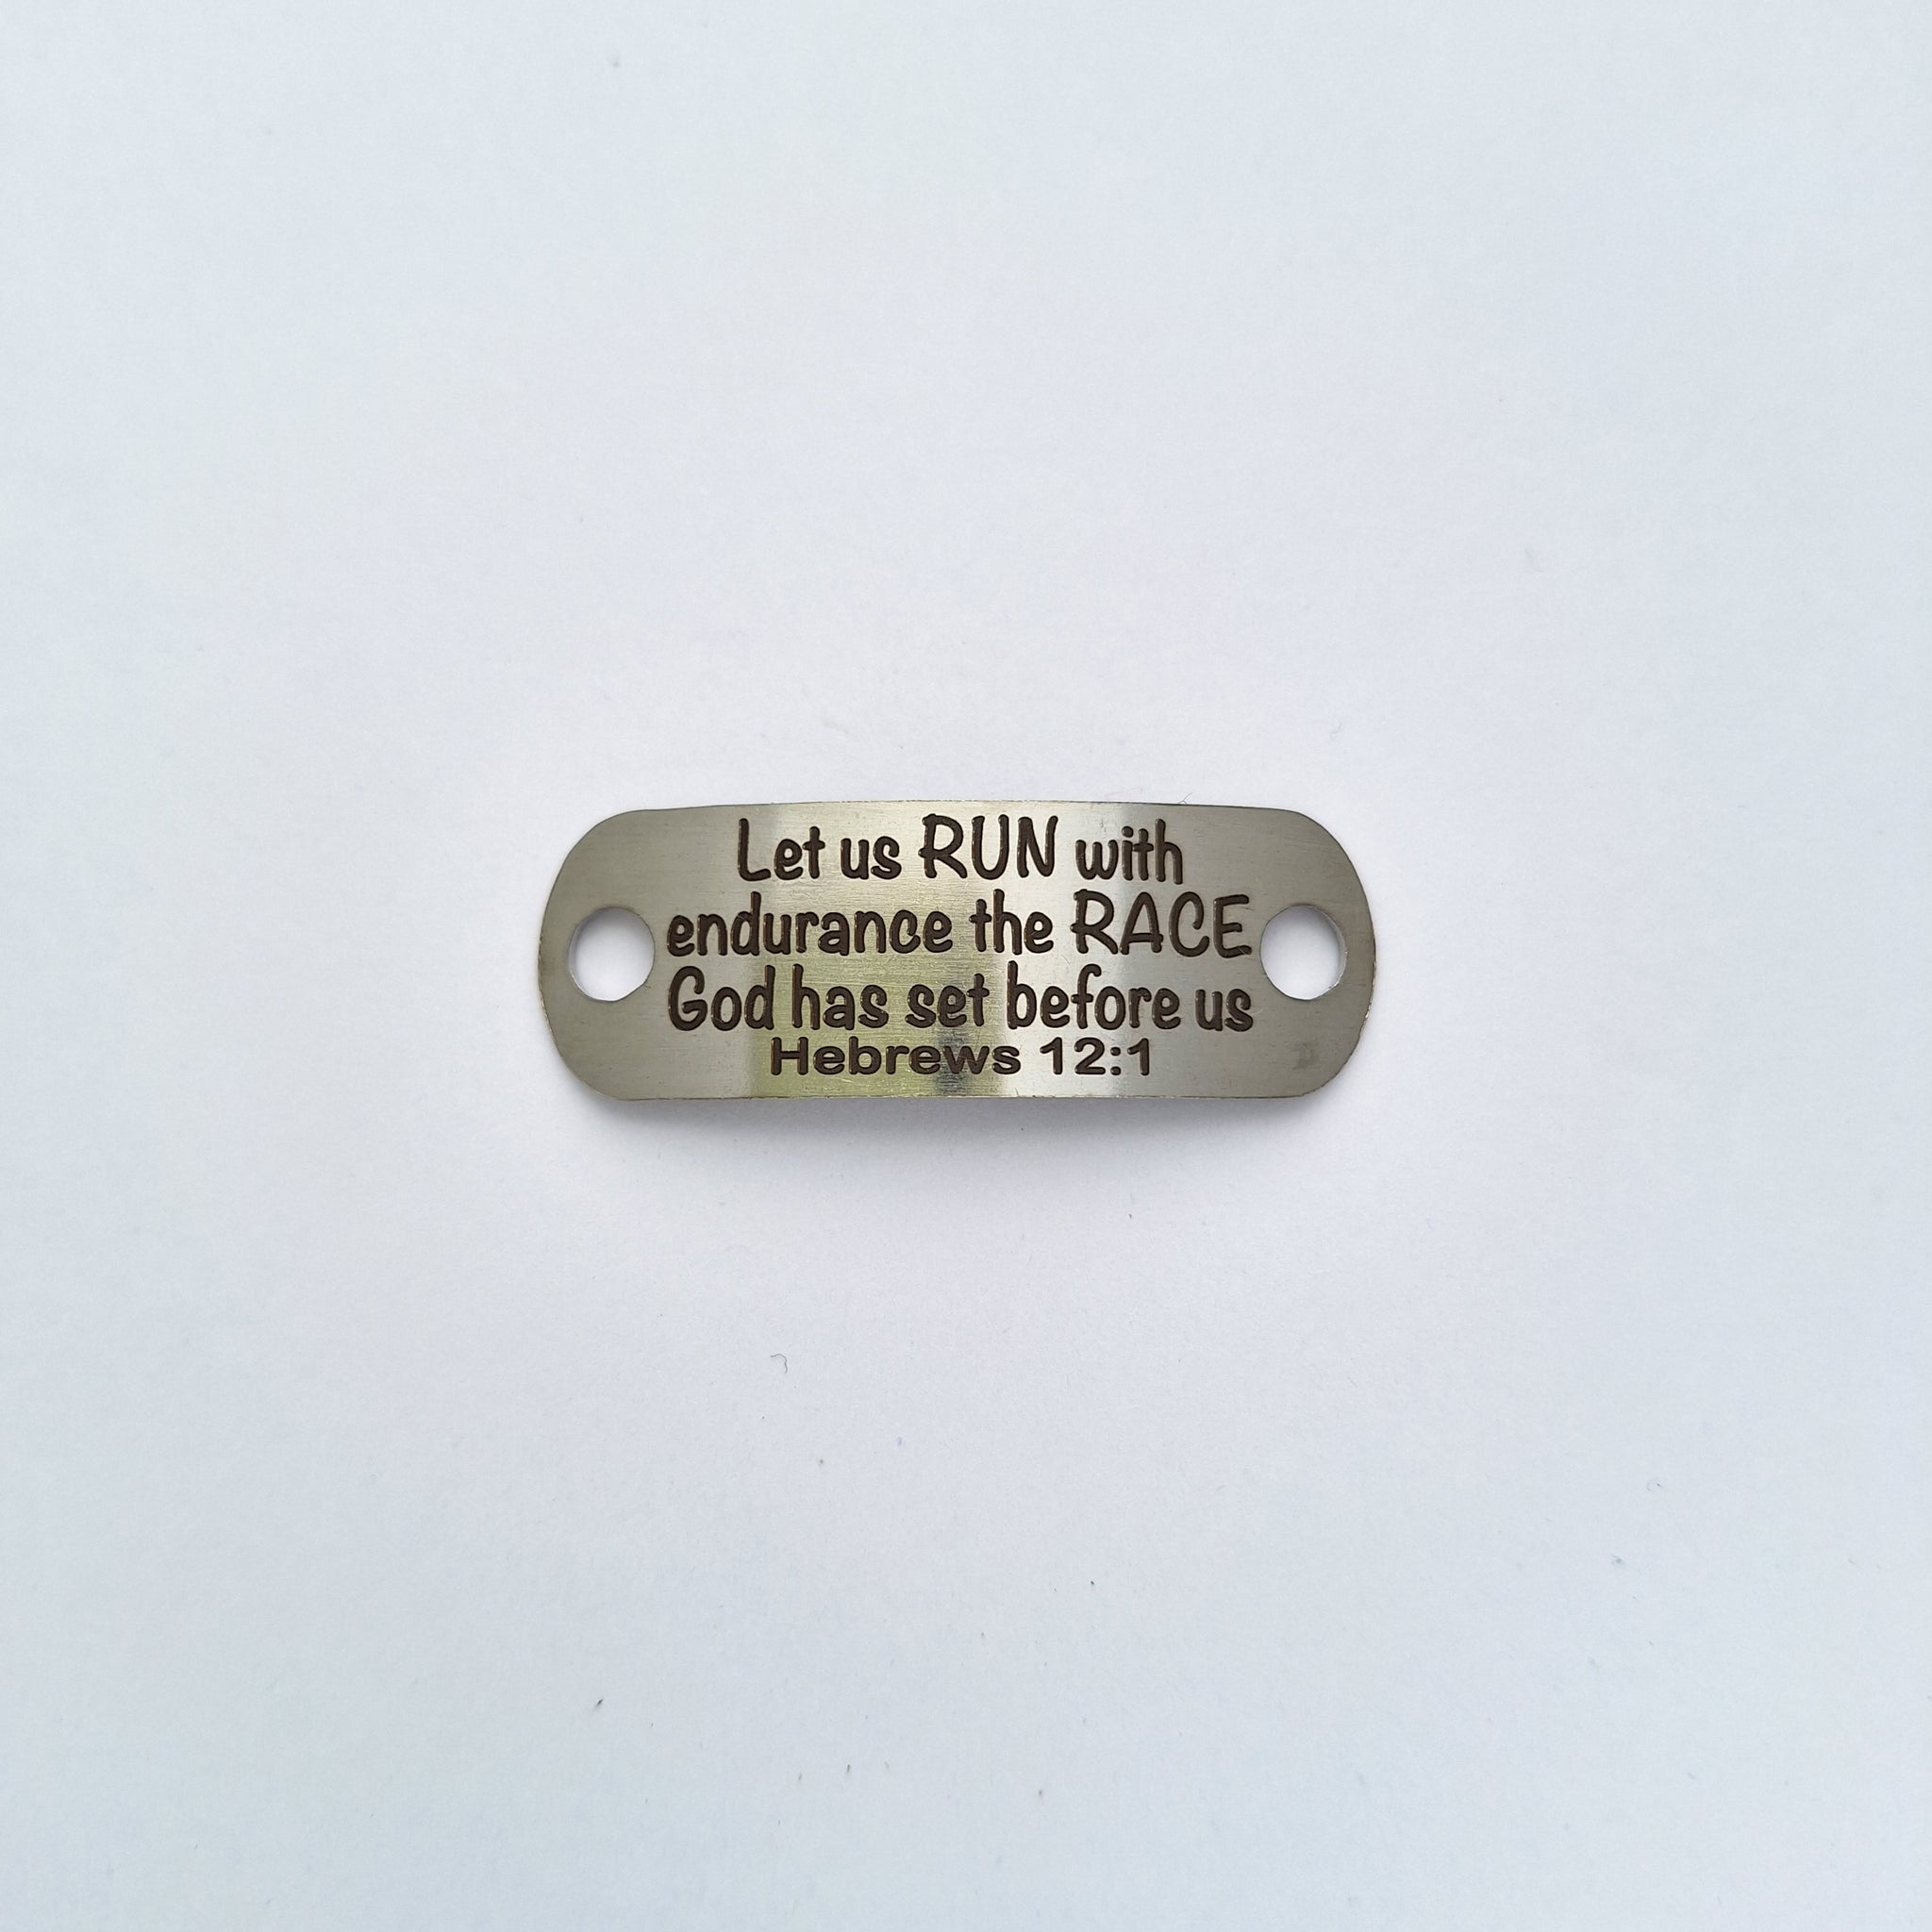 Let us RUN with
endurance the RACE
God has set before us
Hebrews 12:1